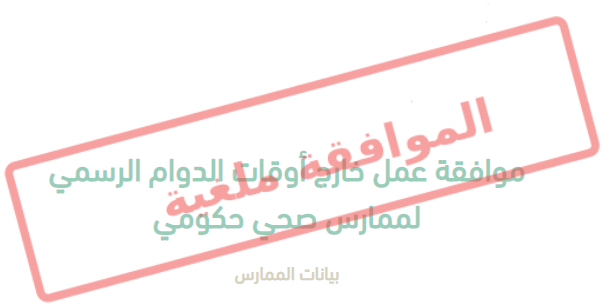 الموافقة ملغية
موافقة عمل خارج أوقات الدوام الرسمي
لممارس صحي حكومي
بيانات الممارس